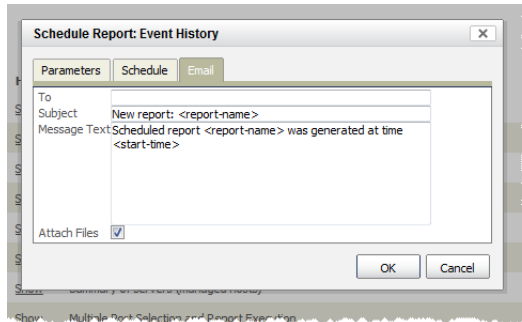 Schedule Report: Event History
Parameters Schedule Email
To
Subject New report: <report-name>
Message Text Scheduled report <report-name> was generated at time
<start-time>
Attach Files
OK Cancel
Show Summary of Servers (Managed Hosts)
Show Multiple Port Selection and Report Execution